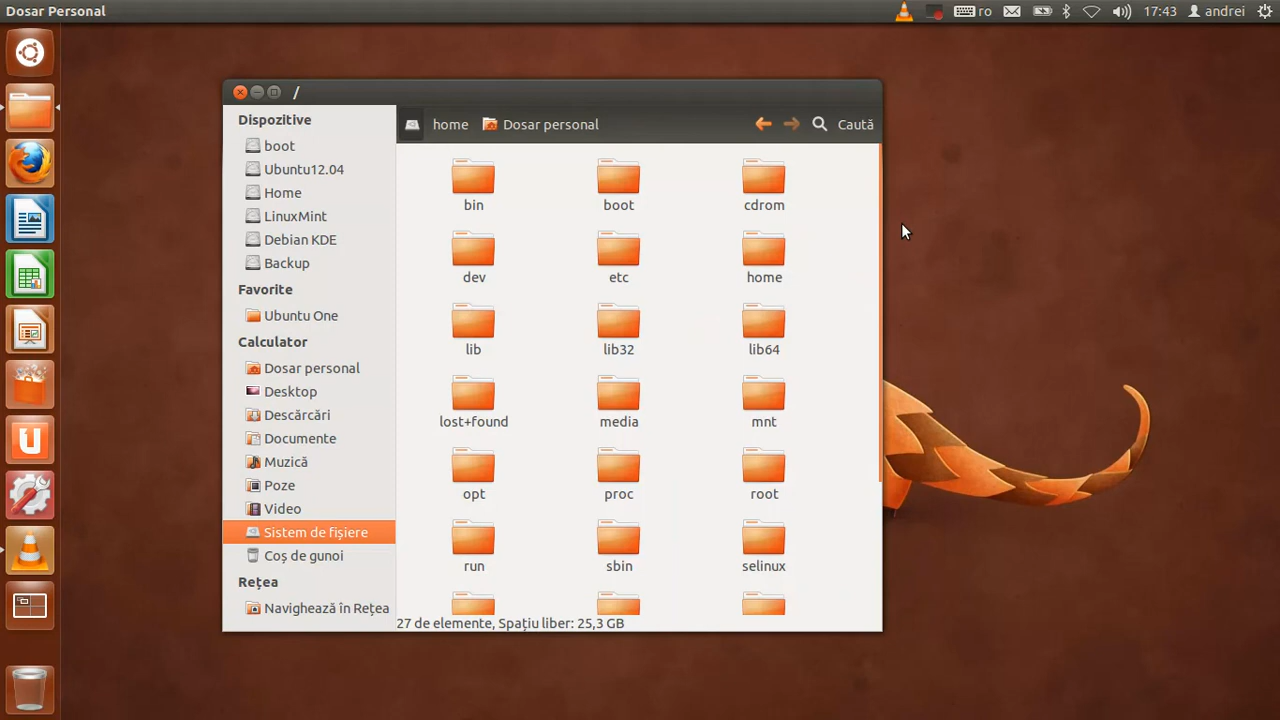 Dosar Personal
ro
17:43
andrei
/
Dispozitive
boot
Ubuntu12.04
Home
LinuxMint
Debian KDE
Backup
Favorite
Ubuntu One
Calculator
Dosar personal
Desktop
Descărcări
Documente
Muzică
Poze
Video
Sistem de fișiere
Coș de gunoi
Rețea
Navighează în Rețea
home Dosar personal
Caută
bin boot cdrom
dev etc home
lib lib32 lib64
lost+found media mnt
opt proc root
run sbin selinux
27 de elemente, Spațiu liber: 25,3 GB